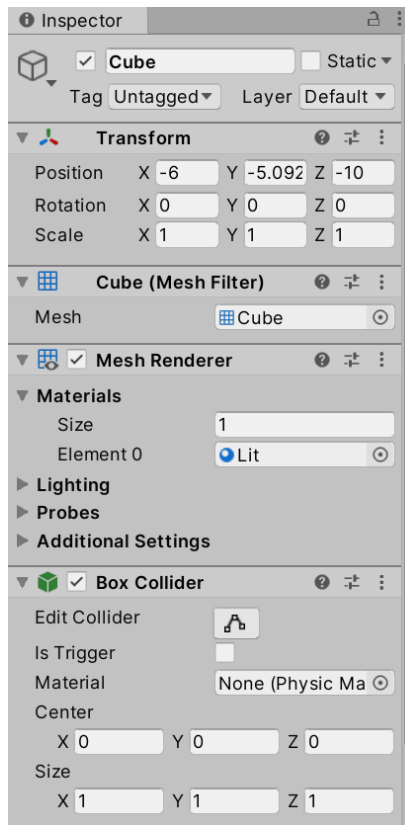 Inspector
Cube Static
Tag Untagged Layer Default
Transform
Position X -6 Y -5.092 Z -10
Rotation X 0 Y 0 Z 0
Scale X 1 Y 1 Z 1
Cube (Mesh Filter)
Mesh Cube
Mesh Renderer
Materials
Size 1
Element 0 Lit
Lighting
Probes
Additional Settings
Box Collider
Edit Collider
Is Trigger
Material None (Physic Ma
Center
X 0 Y 0 Z 0
Size
X 1 Y 1 Z 1